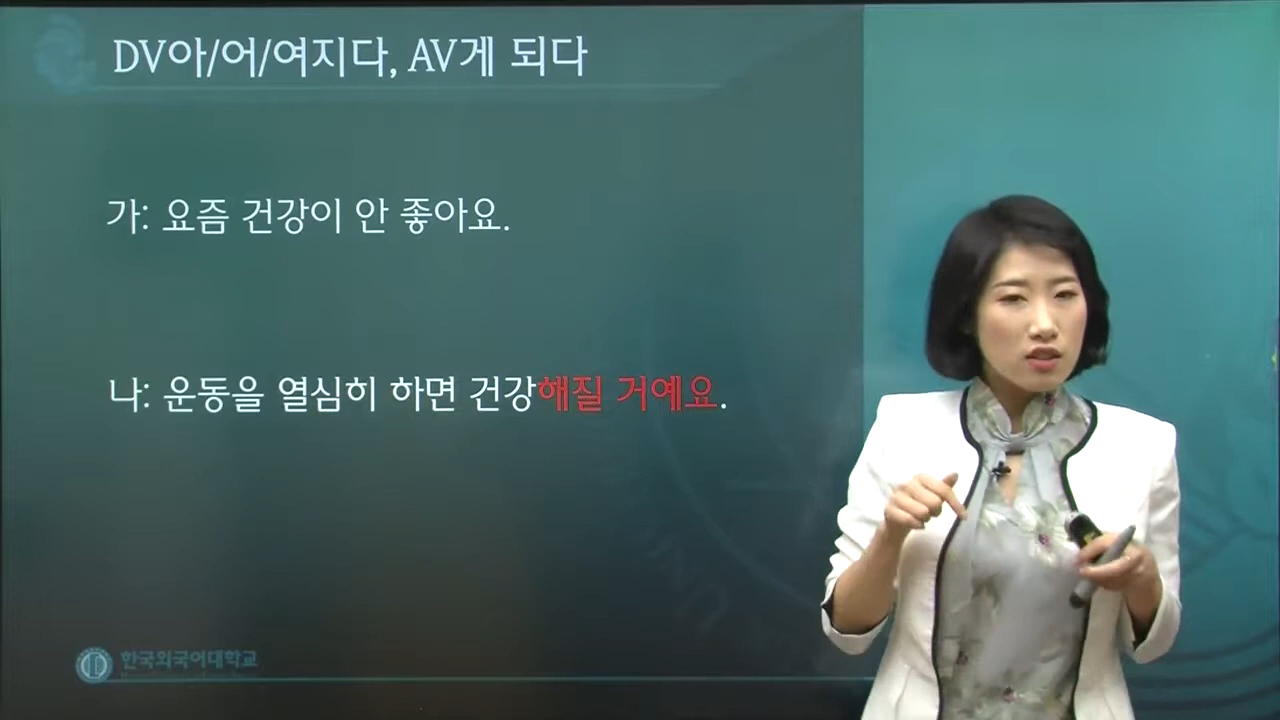 DV아/어/여지다, AV게 되다
가: 요즘 건강이 안 좋아요.
나: 운동을 열심히 하면 건강해질 거예요.
한국외국어대학교